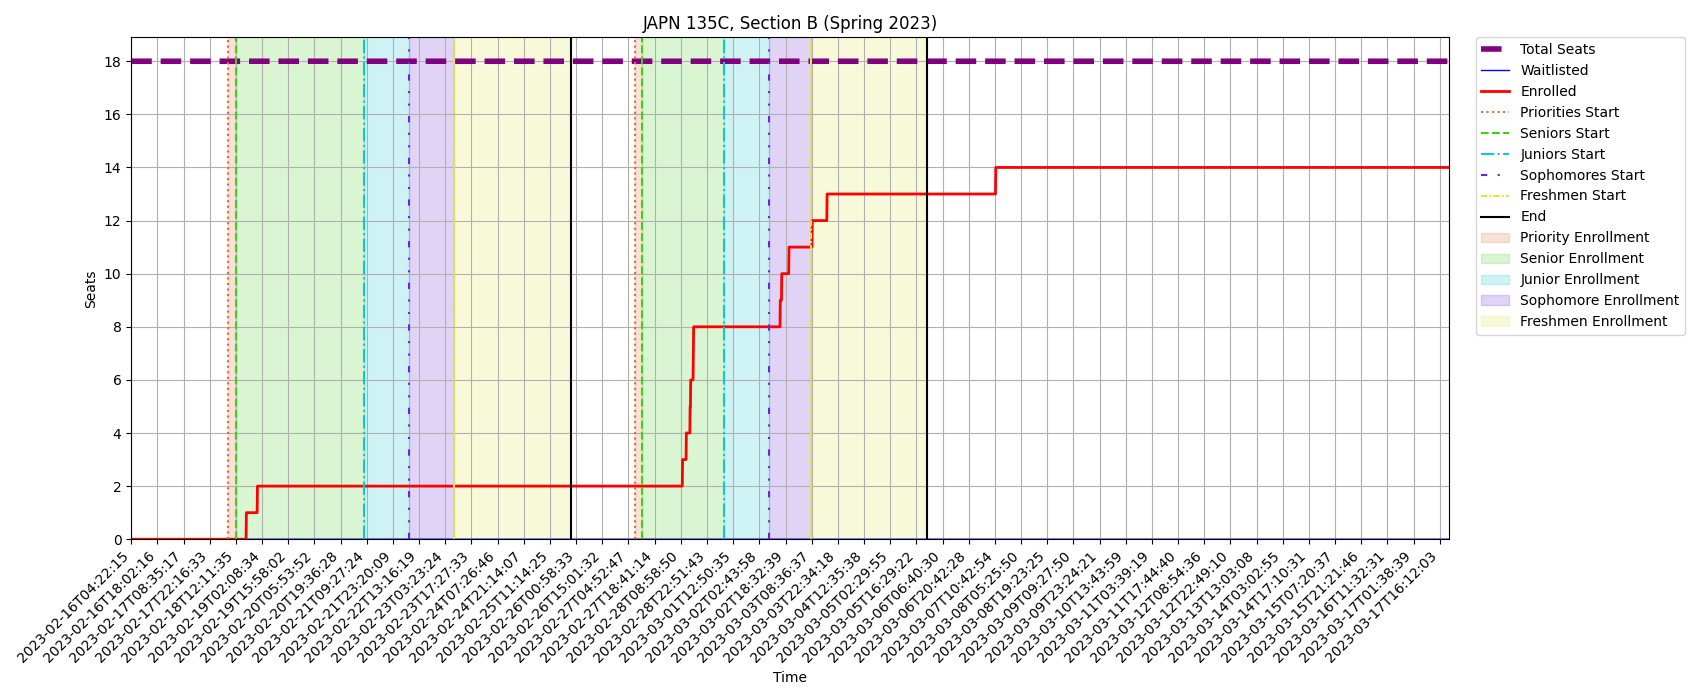 JAPN 135C, Section B (Spring 2023)
Seats
18
16
14
12
10
8
6
4
2
0
2023-02-16T04:22:15
2023-02-16T18:02:16
2023-02-17T08:35:17
2023-02-17T22:16:33
2023-02-18T12:11:35
2023-02-19T02:08:34
2023-02-19T15:58:02
2023-02-20T05:53:52
2023-02-20T19:36:28
2023-02-21T09:27:24
2023-02-21T23:20:09
2023-02-22T13:16:19
2023-02-23T03:23:24
2023-02-23T17:27:33
2023-02-24T07:26:46
2023-02-24T21:14:07
2023-02-25T11:14:25
2023-02-26T00:58:33
2023-02-26T15:01:32
2023-02-27T04:52:47
2023-02-27T18:41:14
2023-02-28T08:58:50
2023-02-28T22:51:43
2023-03-01T12:50:35
2023-03-02T02:43:58
2023-03-02T18:32:39
2023-03-03T08:36:37
2023-03-03T22:34:18
2023-03-04T12:35:38
2023-03-05T02:29:55
2023-03-05T16:29:22
2023-03-06T06:40:30
2023-03-06T20:42:28
2023-03-07T10:42:54
2023-03-08T05:25:50
2023-03-08T19:23:25
2023-03-09T09:27:50
2023-03-09T23:24:21
2023-03-10T13:43:59
2023-03-11T03:39:19
2023-03-11T17:44:40
2023-03-12T08:54:36
2023-03-12T22:49:10
2023-03-13T13:03:08
2023-03-14T03:02:55
2023-03-14T17:10:31
2023-03-15T07:20:37
2023-03-15T21:21:46
2023-03-16T11:32:31
2023-03-17T01:38:39
2023-03-17T16:12:03
Time
Total Seats
Waitlisted
Enrolled
Priorities Start
Seniors Start
Juniors Start
Sophomores Start
Freshmen Start
End
Priority Enrollment
Senior Enrollment
Junior Enrollment
Sophomore Enrollment
Freshmen Enrollment